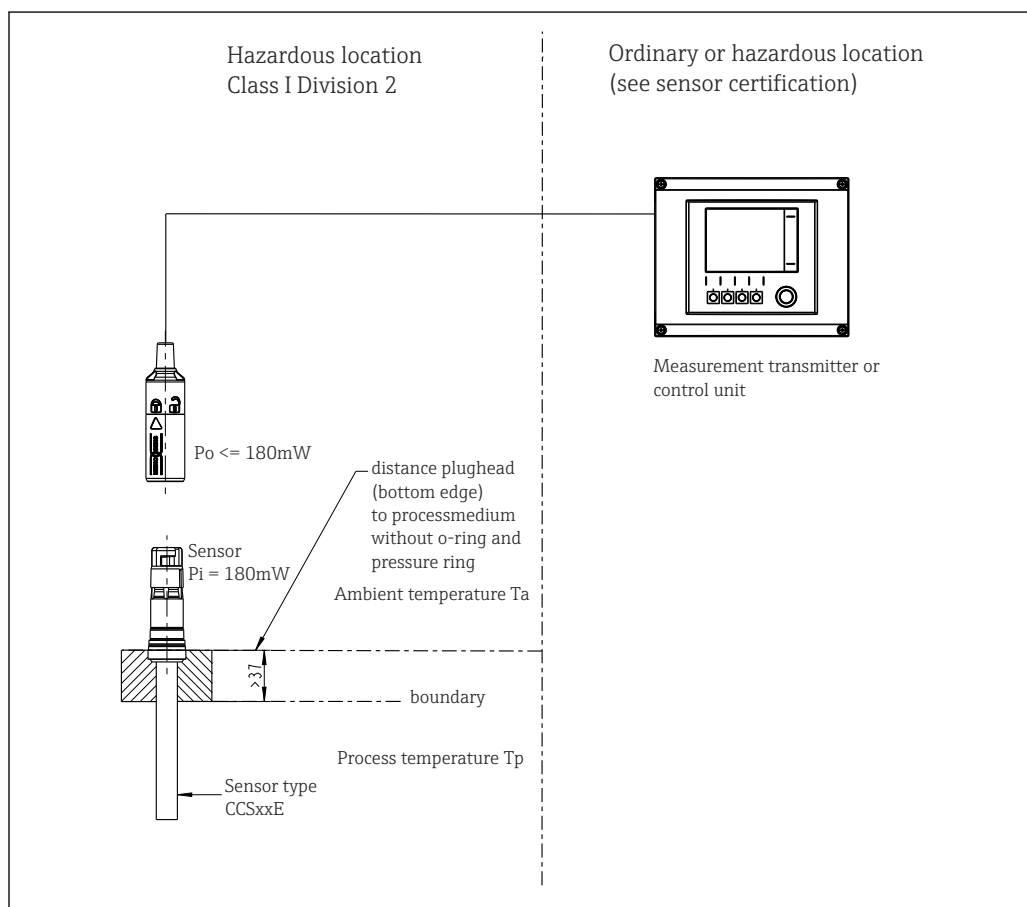 Hazardous location
Class I Division 2
Ordinary or hazardous location
(see sensor certification)
Measurement transmitter or
control unit
Po <= 180mW
distance plughead
(bottom edge)
to processmedium
without o-ring and
pressure ring
Sensor
Pi = 180mW
Ambient temperature Ta
>37
boundary
Process temperature Tp
Sensor type
CCSxxE